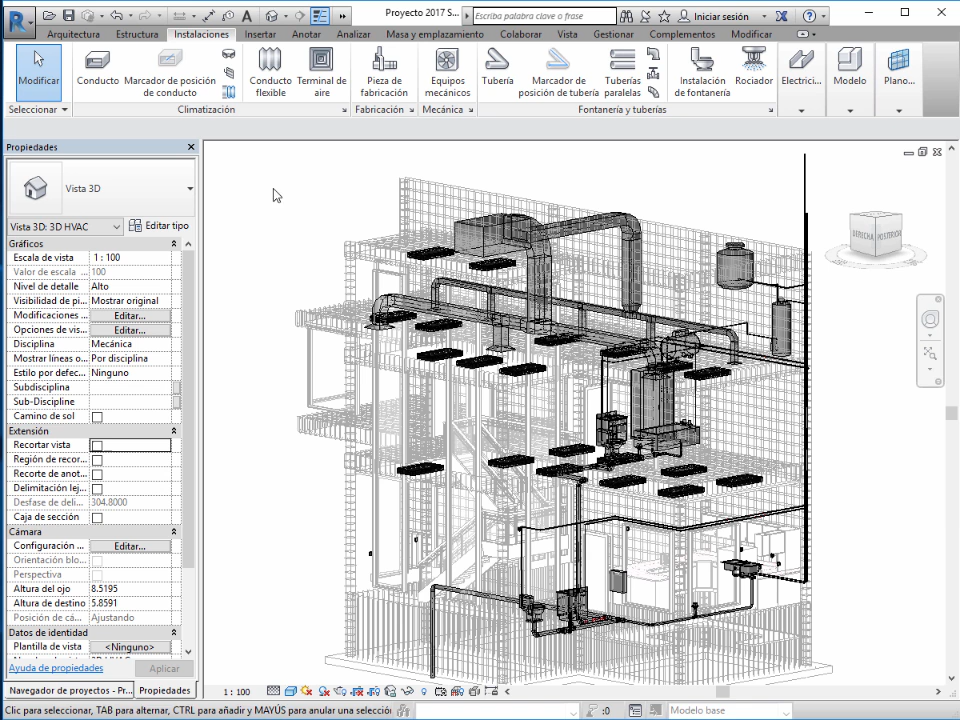 Proyecto 2017 S...
Escriba palabra clave o frase
Iniciar sesión
Arquitectura Estructura Instalaciones Insertar Anotar Analizar Masa y emplazamiento Colaborar Vista Gestionar Complementos Modificar
Modificar
Conducto
Marcador de posición
de conducto
Conducto
flexible
Terminal de
aire
Pieza de
fabricación
Equipos
mecánicos
Tubería
Marcador de
posición de tubería
Tuberías
paralelas
Instalación
de fontanería
Rociador
Electrici...
Modelo
Plano...
Seleccionar
Climatización
Fabricación
Mecánica
Fontanería y tuberías
Propiedades
Vista 3D
Vista 3D: 3D HVAC
Editar tipo
Gráficos
Escala de vista 1 : 100
Valor de escala ... 100
Nivel de detalle Alto
Visibilidad de pi... Mostrar original
Modificaciones ... Editar...
Opciones de vis... Editar...
Disciplina Mecánica
Mostrar líneas o... Por disciplina
Estilo por defec... Ninguno
Subdisciplina
Sub-Discipline
Camino de sol
Extensión
Recortar vista
Región de recor...
Recorte de anot...
Delimitación lej...
Desfase de deli... 304.8000
Caja de sección
Cámara
Configuración ... Editar...
Orientación blo...
Perspectiva
Altura del ojo 8.5195
Altura de destino 5.8591
Posición de cá... Ajustando
Datos de identidad
Plantilla de vista <Ninguno>
Ayuda de propiedades
Aplicar
Navegador de proyectos - Pr...
Propiedades
DERECHA
POSTERIOR
1 : 100
Clic para seleccionar, TAB para alternar, CTRL para añadir y MAYÚS para anular una selecció
:0
Modelo base